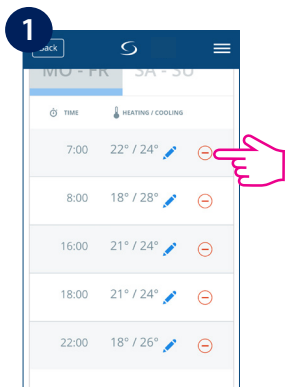 1
Back
MO - FR SA - SU
TIME HEATING / COOLING
7:00 22° / 24°
8:00 18° / 28°
16:00 21° / 24°
18:00 21° / 24°
22:00 18° / 26°